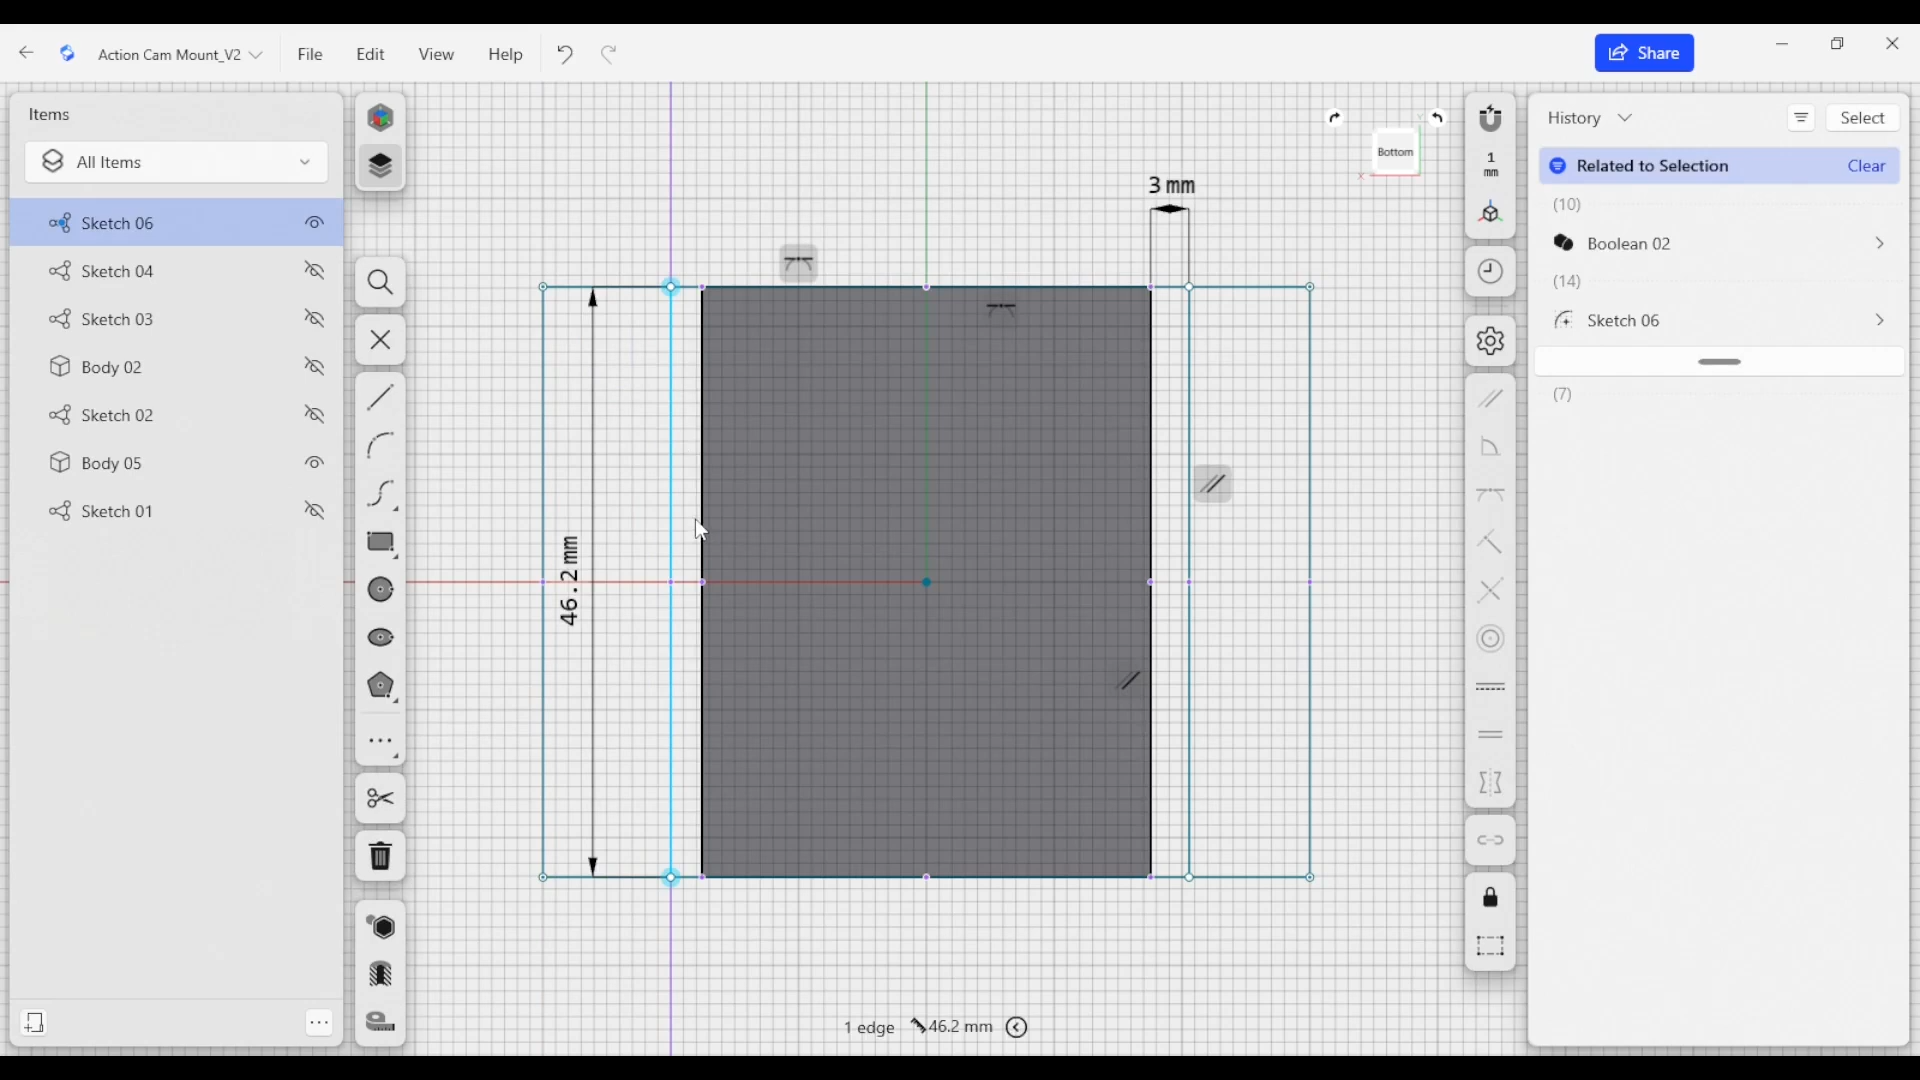 Action Cam Mount_V2
File
Edit
View
Help
Share
Items
All Items
Sketch 06
Sketch 04
Sketch 03
Body 02
Sketch 02
Body 05
Sketch 01
3 mm
46.2 mm
Bottom
Y
X
1
mm
1 edge 46.2 mm
History
Select
Related to Selection
Clear
(10)
Boolean 02
(14)
Sketch 06
(7)